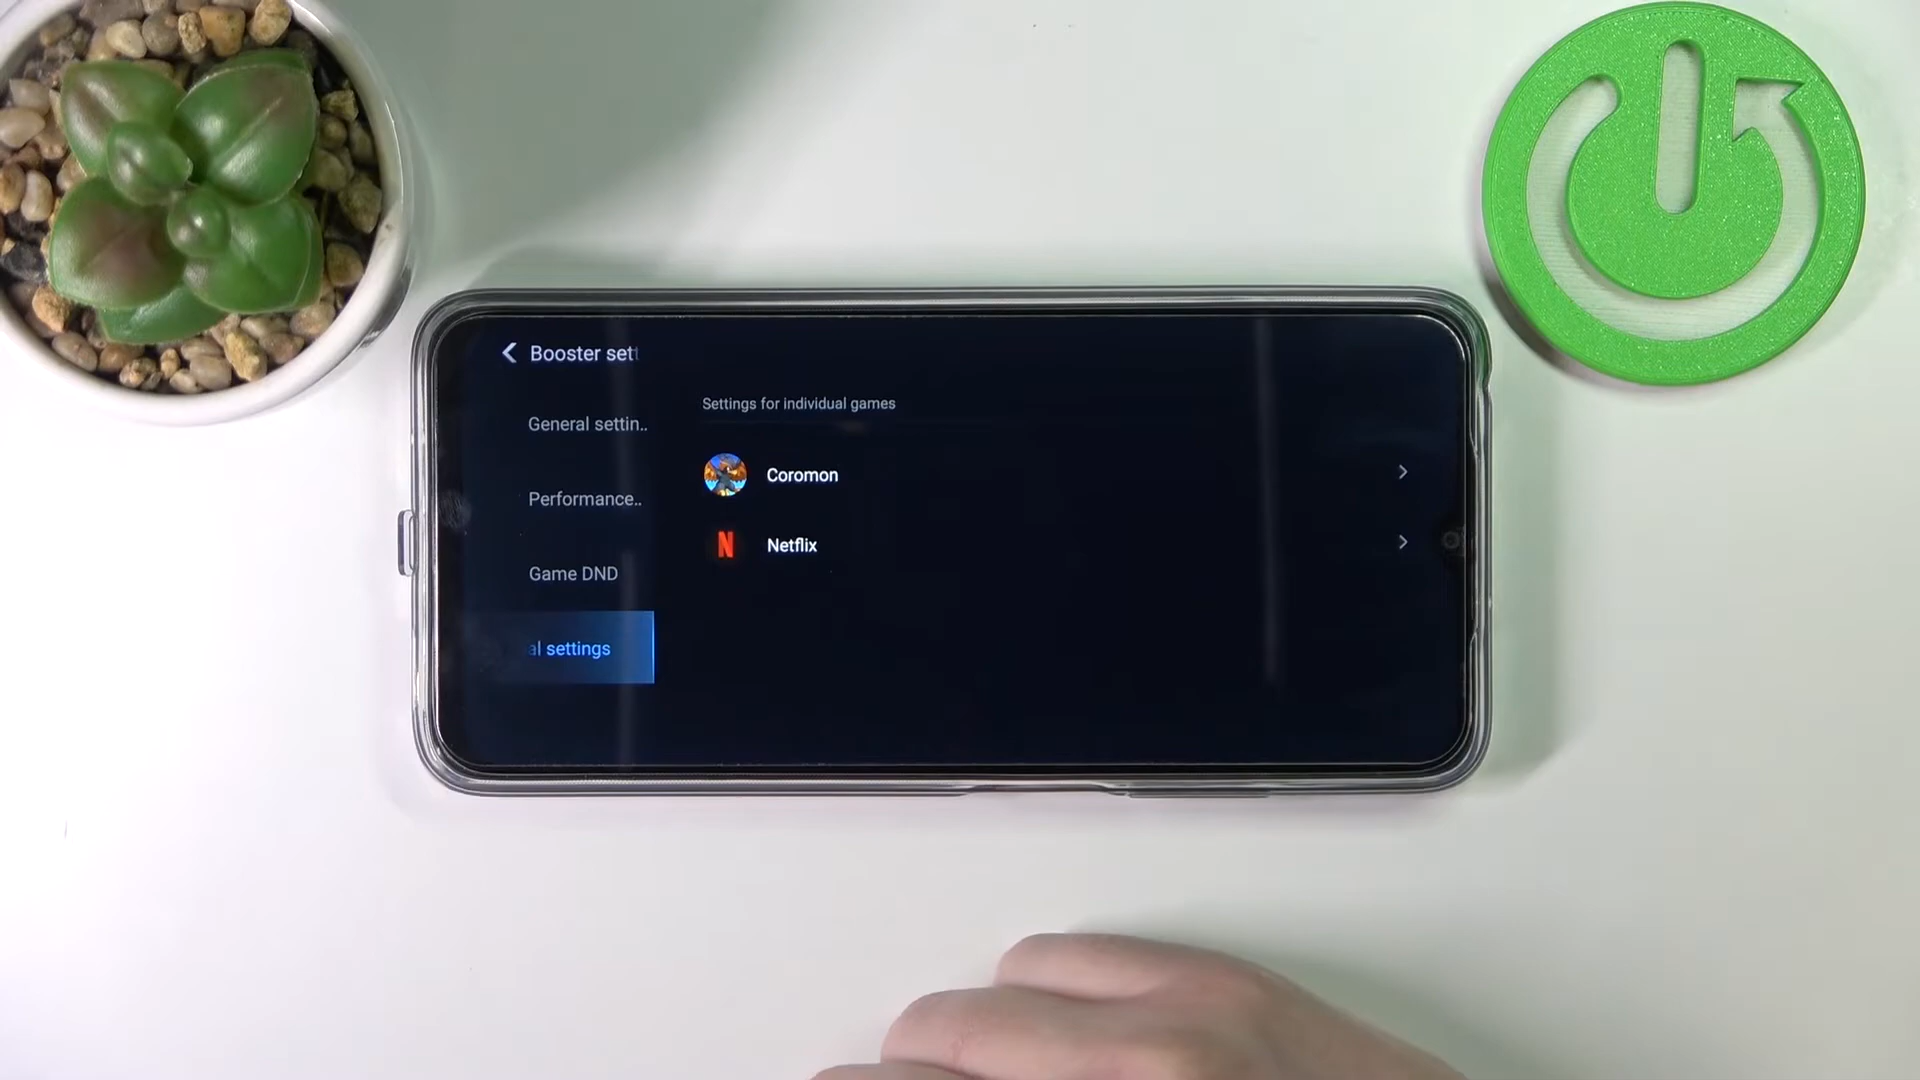 Booster sett
General settin..
Performance..
Game DND
al settings
Settings for individual games
Coromon
N Netflix